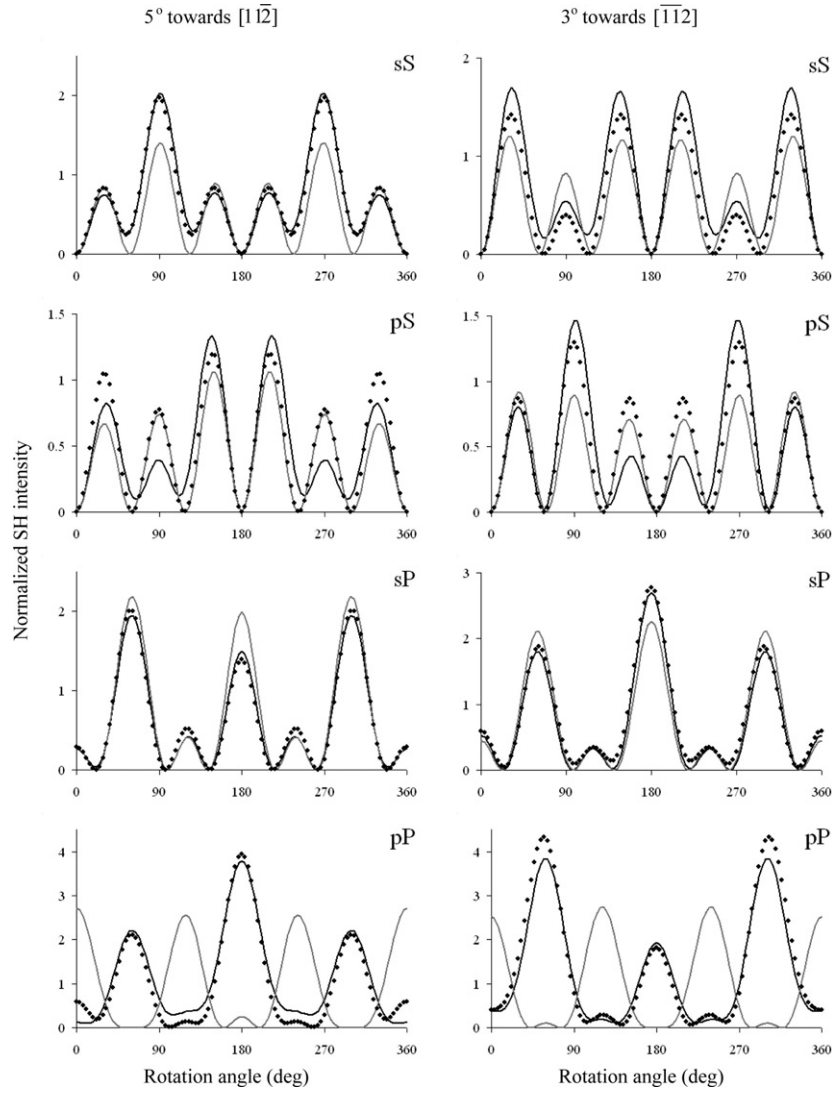 5° towards [112̅]
3° towards [1̅1̅2]
sS
2
1
0
0 90 180 270 360
sS
2
1
0
0 90 180 270 360
pS
1.5
1
0.5
0
0 90 180 270 360
pS
1.5
1
0.5
0
0 90 180 270 360
Normalized SH intensity
sP
2
1
0
0 90 180 270 360
sP
3
2
1
0
0 90 180 270 360
pP
4
3
2
1
0
0 90 180 270 360
Rotation angle (deg)
pP
4
3
2
1
0
0 90 180 270 360
Rotation angle (deg)